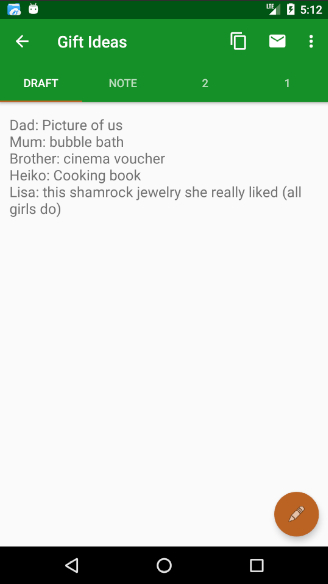 LTE 5:12
Gift Ideas
DRAFT NOTE 2 1
Dad: Picture of us
Mum: bubble bath
Brother: cinema voucher
Heiko: Cooking book
Lisa: this shamrock jewelry she really liked (all
girls do)